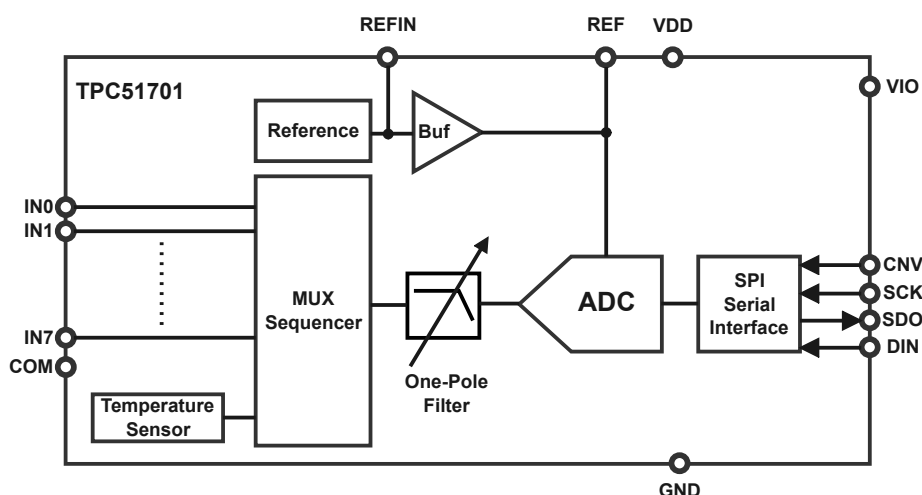 REFIN
REF
VDD
TPC51701
VIO
Reference
Buf
IN0
IN1
MUX
Sequencer
ADC
SPI
Serial
Interface
CNV
SCK
SDO
DIN
IN7
COM
One-Pole
Filter
Temperature
Sensor
GND